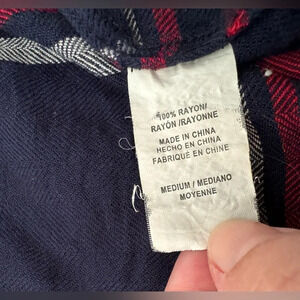 100% RAYON/
RAYÓN /RAYONNE
MADE IN CHINA
HECHO EN CHINA
FABRIQUÉ EN CHINE
MEDIUM / MEDIANO
MOYENNE